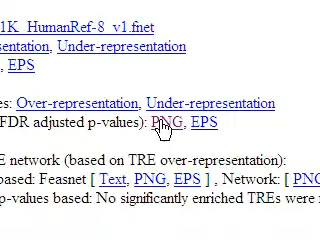 1K_HumanRef-8_v1.fnet
esentation, Under-representation
, EPS
es: Over-representation, Under-representation
FDR adjusted p-values): PNG, EPS
E network (based on TRE over-representation):
based: Feasnet [ Text, PNG, EPS ] , Network: [ PNG
p-values based: No significantly enriched TREs were